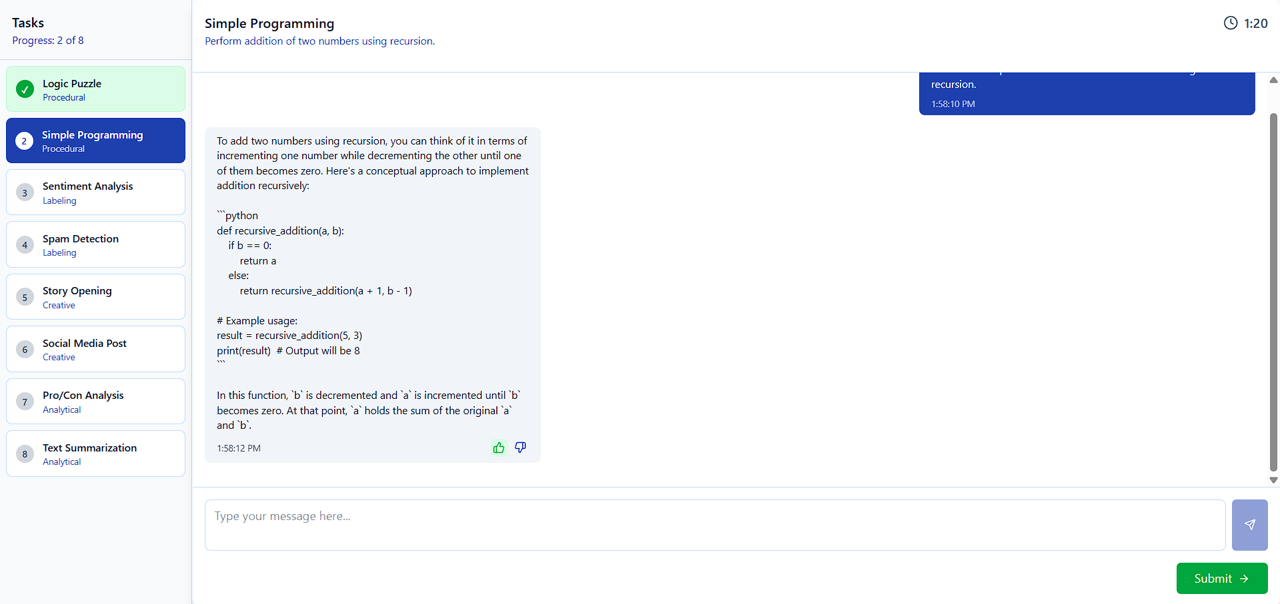 Tasks
Progress: 2 of 8
Logic Puzzle
Procedural
2
Simple Programming
Procedural
3
Sentiment Analysis
Labeling
4
Spam Detection
Labeling
5
Story Opening
Creative
6
Social Media Post
Creative
7
Pro/Con Analysis
Analytical
8
Text Summarization
Analytical
Simple Programming
Perform addition of two numbers using recursion.
1:20
recursion.
1:58:10 PM
To add two numbers using recursion, you can think of it in terms of
incrementing one number while decrementing the other until one
of them becomes zero. Here's a conceptual approach to implement
addition recursively:
```python
def recursive_addition(a, b):
    if b == 0:
        return a
    else:
        return recursive_addition(a + 1, b - 1)
# Example usage:
result = recursive_addition(5, 3)
print(result)  # Output will be 8
```
In this function, `b` is decremented and `a` is incremented until `b`
becomes zero. At that point, `a` holds the sum of the original `a`
and `b`.
1:58:12 PM
Type your message here...
Submit